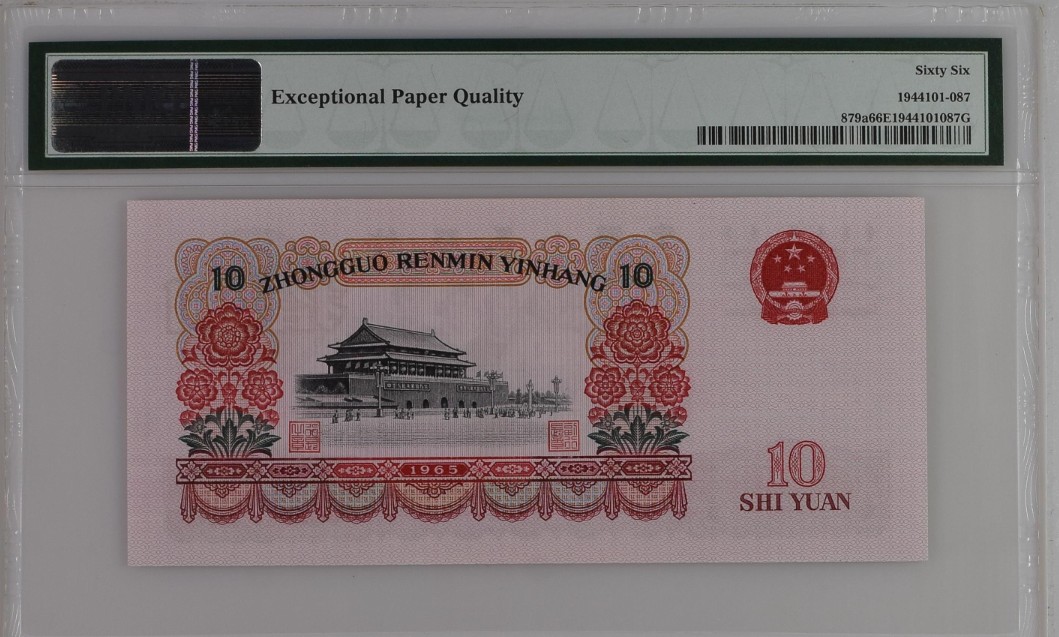 Sixty Six
Exceptional Paper Quality
1944101-087
879a66E1944101087G
10 ZHONGGUO RENMIN YINHANG 10
1965
10
SHI YUAN